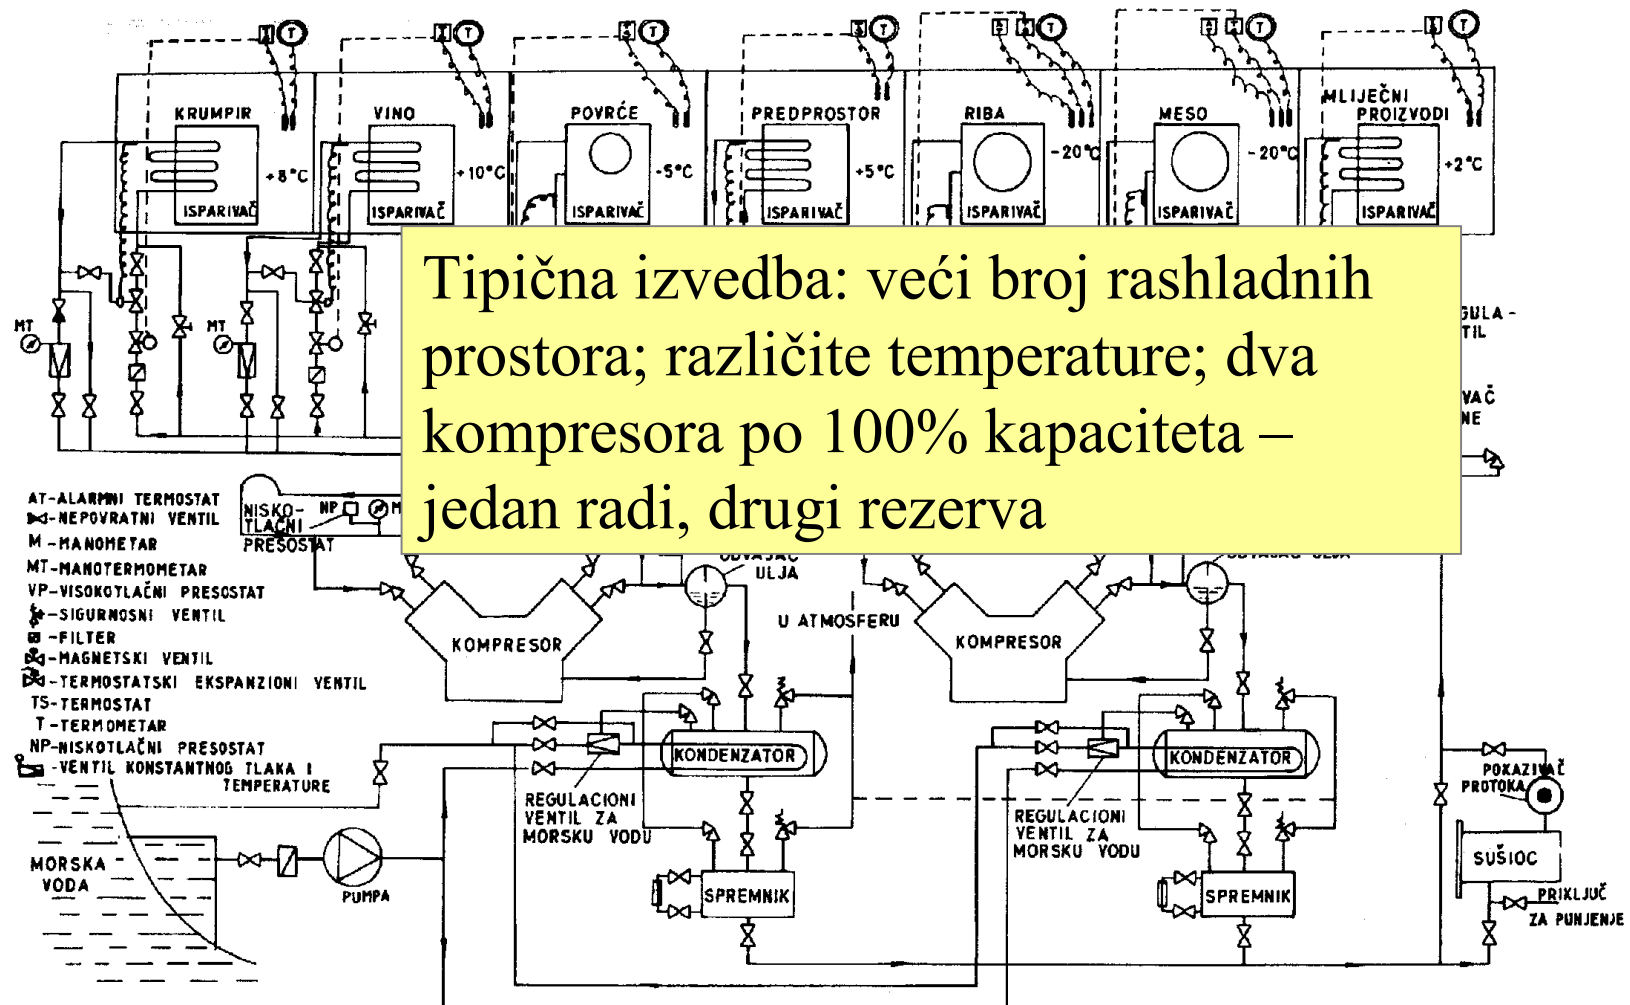 T T T T T T T
KRUMPIR VINO POVRĆE PREDPROSTOR RIBA MESO MLIJEČNI
PROIZVODI
+8°C +10°C -5°C +5°C -20°C -20°C +2°C
ISPARIVAČ ISPARIVAČ ISPARIVAČ ISPARIVAČ ISPARIVAČ ISPARIVAČ ISPARIVAČ
MT MT
Tipična izvedba: veći broj rashladnih
prostora; različite temperature; dva
kompresora po 100% kapaciteta –
jedan radi, drugi rezerva
GULA-
TIL
VAČ
NE
NISKO-
TLAČNI
PRESOSTAT
NP M
AT-ALARMNI TERMOSTAT
-NEPOVRATNI VENTIL
M-MANOMETAR
MT-MANOTERMOMETAR
VP-VISOKOTLAČNI PRESOSTAT
-SIGURNOSNI VENTIL
-FILTER
-MAGNETSKI VENTIL
-TERMOSTATSKI EKSPANZIONI VENTIL
TS-TERMOSTAT
T-TERMOMETAR
NP-NISKOTLAČNI PRESOSTAT
-VENTIL KONSTANTNOG TLAKA I
TEMPERATURE
ULJA
KOMPRESOR
U ATMOSFERU
KOMPRESOR
KONDENZATOR
KONDENZATOR
REGULACIONI
VENTIL ZA
MORSKU VODU
REGULACIONI
VENTIL ZA
MORSKU VODU
POKAZIVAČ
PROTOKA
SUŠIOC
MORSKA
VODA
PUMPA
SPREMNIK
SPREMNIK
PRIKLJUČ
ZA PUNJENJE